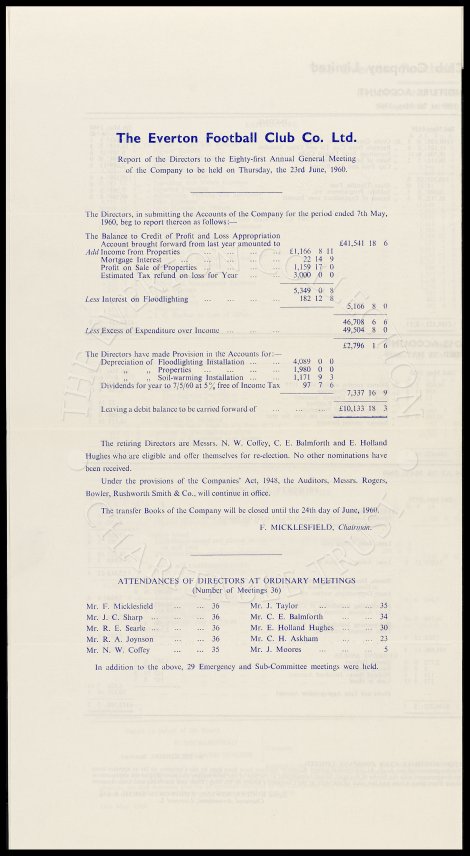 The Everton Football Club Co. Ltd.
Report of the Directors to the Eighty-first Annual General Meeting
of the Company to be held on Thursday, the 23rd June, 1960.
The Directors, in submitting the Accounts of the Company for the period ended 7th May,
1960, beg to report thereon as follows:—
The Balance to Credit of Profit and Loss Appropriation
Account brought forward from last year amounted to £41,541 18 6
Add Income from Properties ... ... ... ... £1,166 8 11
Mortgage Interest ... ... ... ... 22 14 9
Profit on Sale of Properties ... ... ... 1,159 17 0
Estimated Tax refund on loss for Year ... ... 3,000 0 0
5,349 0 8
Less Interest on Floodlighting ... ... ... ... 182 12 8
5,166 8 0
46,708 6 6
Less Excess of Expenditure over Income ... ... ... 49,504 8 0
£2,796 1 6
The Directors have made Provision in the Accounts for:—
Depreciation of Floodlighting Installation ... ... 4,089 0 0
,, ,, Properties ... ... ... 1,980 0 0
,, ,, Soil-warming Installation ... ... 1,171 9 3
Dividends for year to 7/5/60 at 5% free of Income Tax 97 7 6
7,337 16 9
Leaving a debit balance to be carried forward of ... ... ... £10,133 18 3
The retiring Directors are Messrs. N. W. Coffey, C. E. Balmforth and E. Holland
Hughes who are eligible and offer themselves for re-election. No other nominations have
been received.
Under the provisions of the Companies' Act, 1948, the Auditors, Messrs. Rogers,
Bowler, Rushworth Smith & Co., will continue in office.
The transfer Books of the Company will be closed until the 24th day of June, 1960.
F. MICKLESFIELD, Chairman.
ATTENDANCES OF DIRECTORS AT ORDINARY MEETINGS
(Number of Meetings 36)
Mr. F. Micklesfield ... ... 36 Mr. J. Taylor ... ... ... 35
Mr. J. C. Sharp ... ... ... 36 Mr. C. E. Balmforth ... ... 34
Mr. R. E. Searle ... ... ... 36 Mr. E. Holland Hughes ... ... 30
Mr. R. A. Joynson ... ... 36 Mr. C. H. Askham ... ... 23
Mr. N. W. Coffey ... ... 35 Mr. J. Moores ... ... ... 5
In addition to the above, 29 Emergency and Sub-Committee meetings were held.
THE EVERTON COLLECTION
CHARITABLE TRUST